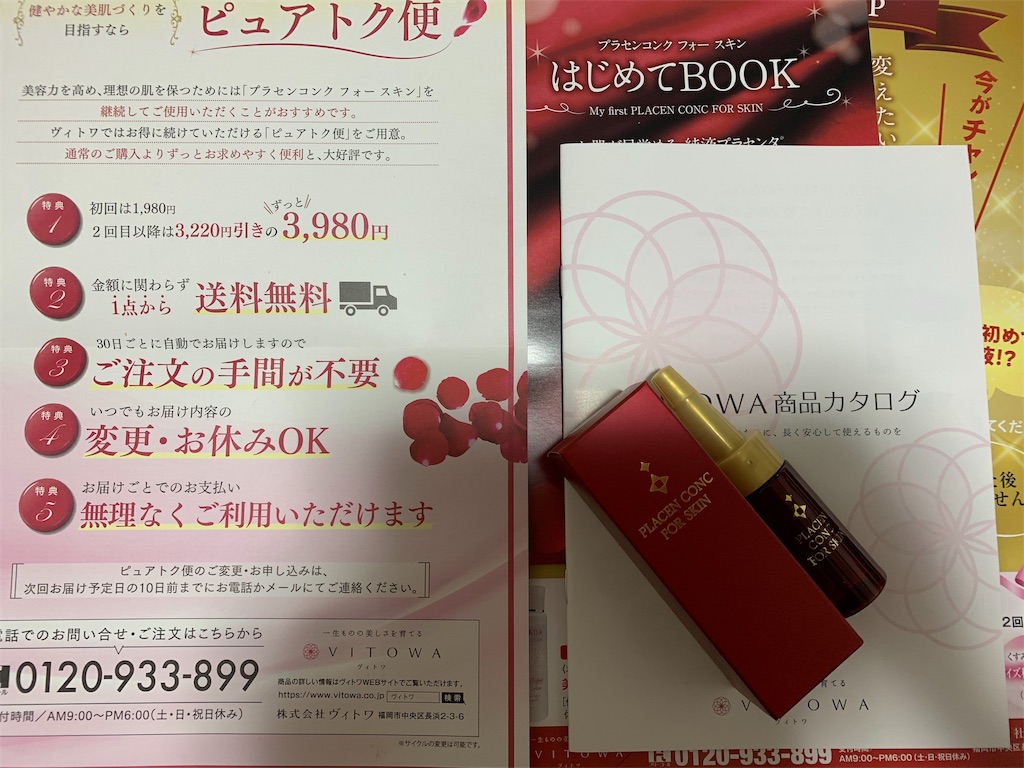 健やかな美肌づくりを
目指すなら
ピュアトク便
美容力を高め、理想の肌を保つためには「プラセンコンク フォー スキン」を
継続してご使用いただくことがおすすめです。
ヴィトワではお得に続けていただける「ピュアトク便」をご用意。
通常のご購入よりずっとお求めやすく便利と、大好評です。
特典
1
初回は1,980円
ずっと
2回目以降は3,220円引きの3,980円
特典
2
金額に関わらず
1点から
送料無料
特典
3
30日ごとに自動でお届けしますので
ご注文の手間が不要
特典
4
いつでもお届け内容の
変更・お休みOK
特典
5
お届けごとでのお支払い
無理なくご利用いただけます
ピュアトク便のご変更・お申し込みは、
次回お届け予定日の10日前までにお電話かメールにてご連絡ください。
電話でのお問い合せ・ご注文はこちらから
0120-933-899
付時間/AM9:00〜PM6:00(土・日・祝日休み)
一生ものの美しさを育てる
VITOWA
ヴィトワ
商品の詳しい情報はヴィトワWEBサイトでご覧いただけます。
https://www.vitowa.co.jp
ヴィトワ 検索
株式会社ヴィトワ 福岡市中央区長浜2-3-6
※サイクルの変更は可能です。
プラセンコンク フォー スキン
はじめてBOOK
My first PLACEN CONC FOR SKIN
OWA 商品カタログ
に、長く安心して使えるものを
PLACEN CONC
FOR SKIN
PLACEN
CONC
FOR SKIN
育てる
VITOWA
ヴィトワ
P
変えたい
今がチャン
初め
液!?
てくだ
後
せん
2回
VITOWA
0120-933-899
受付時間/
AM9:00〜PM6:00(土・日・祝日休み)
福岡市中央区長